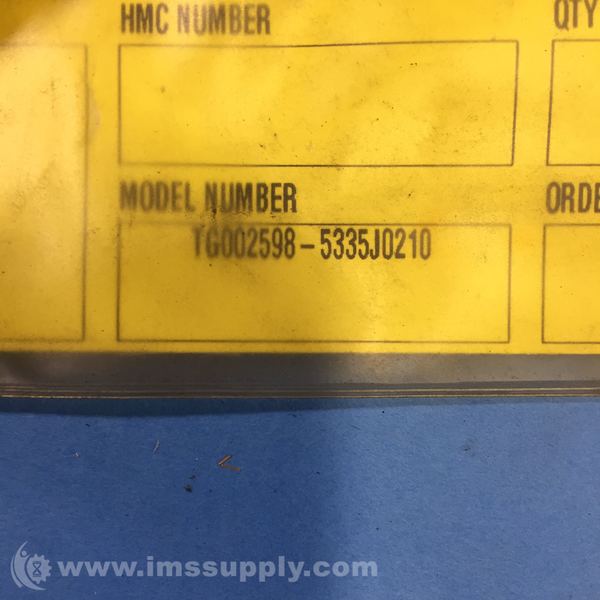 HMC NUMBER
QTY
MODEL NUMBER
ORDE
TG002598-5335J0210
www.imssupply.com